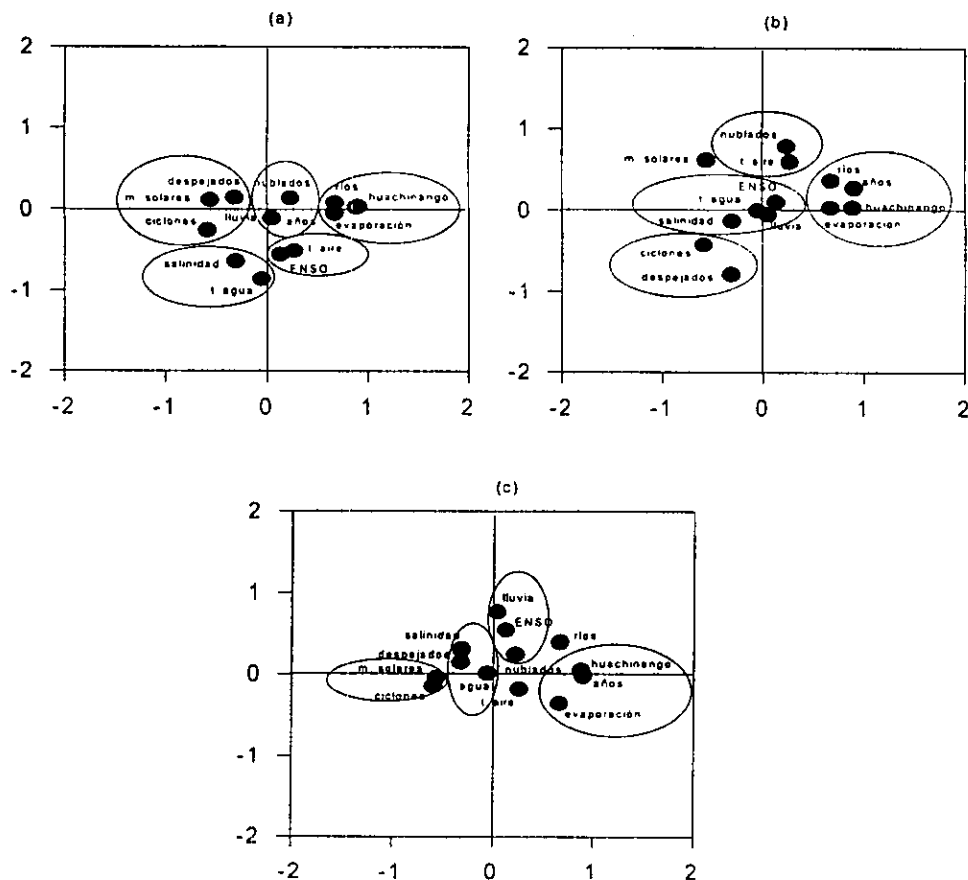 (a)
2
1
0
-1
-2
despejados nublados ríos
m. solares huachinango
lluvia años
ciclones evaporación
t aire
salinidad ENSO
t agua
-2 -1 0 1 2
(b)
2
1
0
-1
-2
nublados
m. solares t aire
ríos
ENSO años
t agua
salinidad huachinango
lluvia evaporación
ciclones
despejados
-2 -1 0 1 2
(c)
2
1
0
-1
-2
lluvia
ENSO
salinidad ríos
despejados
m. solares nublados huachinango
ciclones agua años
t aire
evaporación
-2 -1 0 1 2